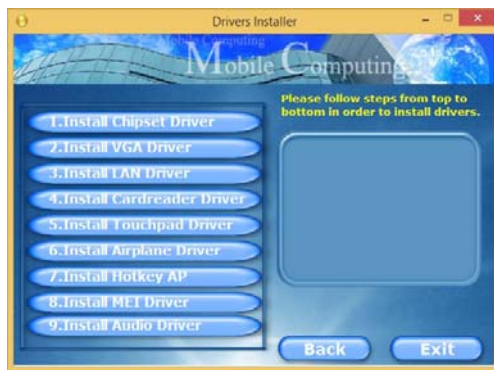 Drivers Installer
Mobile Computing
Mobile Computing
Please follow steps from top to
bottom in order to install drivers.
1.Install Chipset Driver
2.Install VGA Driver
3.Install LAN Driver
4.Install Cardreader Driver
5.Install Touchpad Driver
6.Install Airplane Driver
7.Install Hotkey AP
8.Install MEI Driver
9.Install Audio Driver
Back
Exit